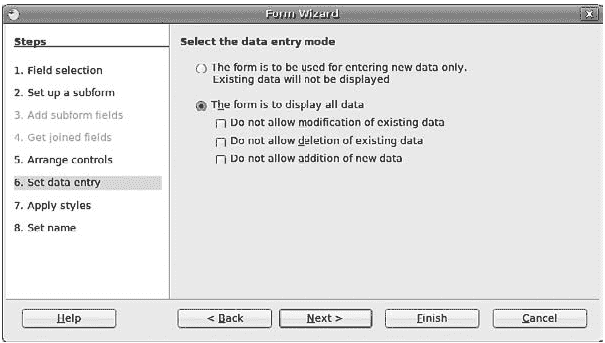 Form Wizard
Steps
1. Field selection
2. Set up a subform
3. Add subform fields
4. Get joined fields
5. Arrange controls
6. Set data entry
7. Apply styles
8. Set name
Select the data entry mode
The form is to be used for entering new data only.
Existing data will not be displayed
The form is to display all data
Do not allow modification of existing data
Do not allow deletion of existing data
Do not allow addition of new data
Help
< Back
Next >
Finish
Cancel